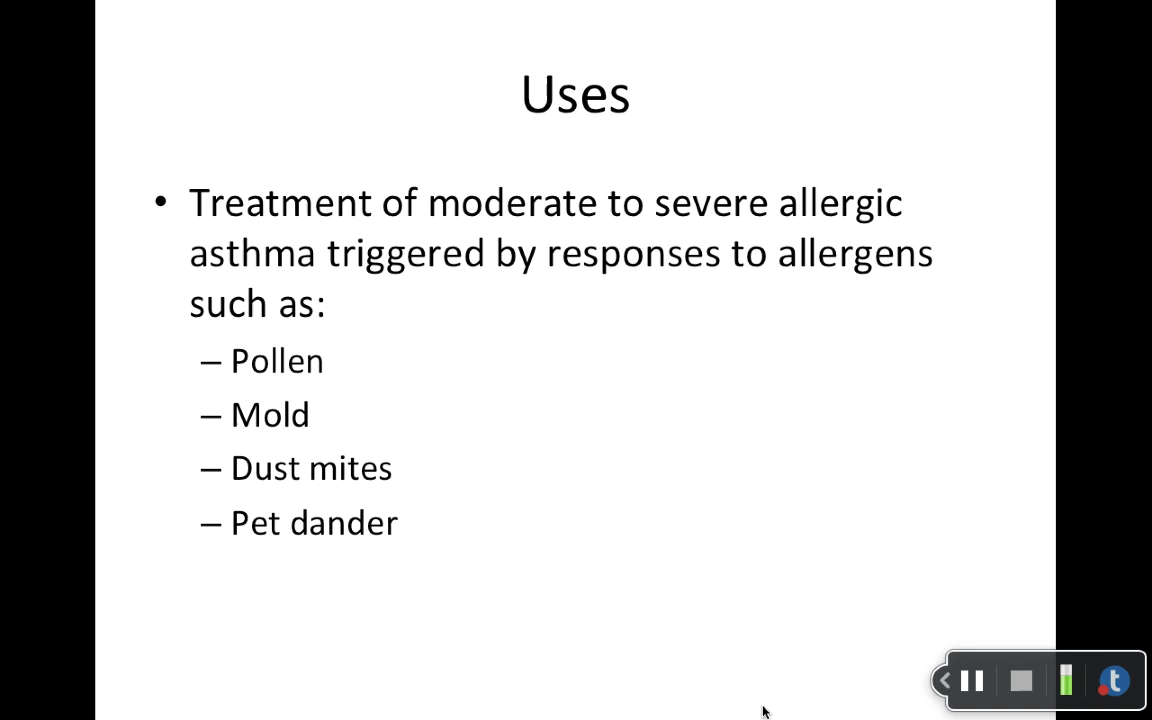 Uses
• Treatment of moderate to severe allergic
asthma triggered by responses to allergens
such as:
– Pollen
– Mold
– Dust mites
– Pet dander
t